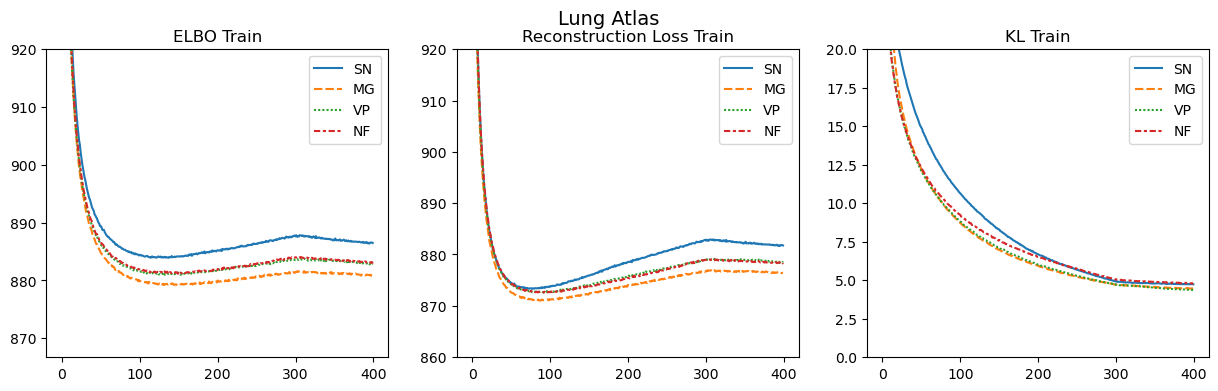 Lung Atlas
ELBO Train
920
910
900
890
880
870
0 100 200 300 400
SN
MG
VP
NF
Reconstruction Loss Train
920
910
900
890
880
870
860
0 100 200 300 400
SN
MG
VP
NF
KL Train
20.0
17.5
15.0
12.5
10.0
7.5
5.0
2.5
0.0
0 100 200 300 400
SN
MG
VP
NF